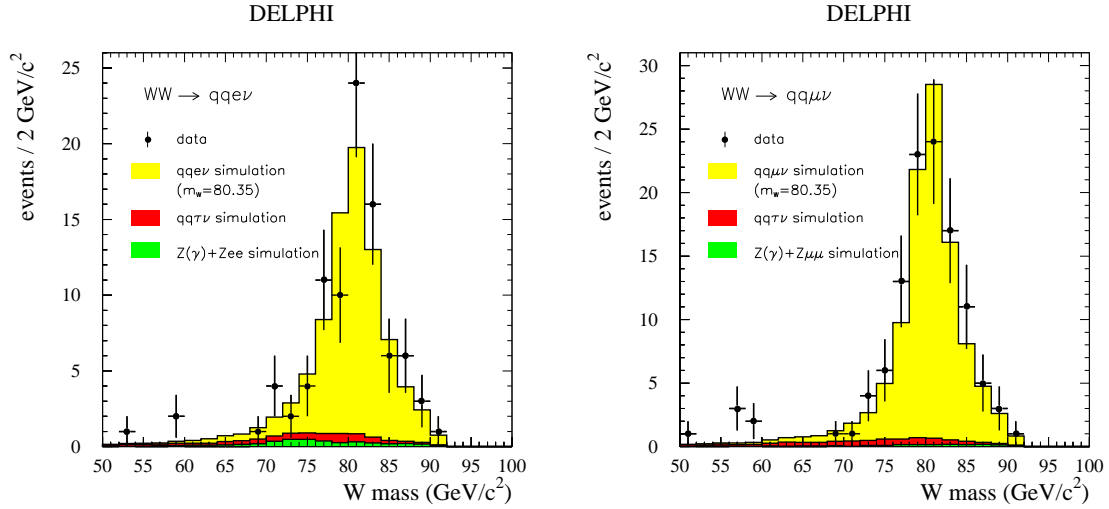 DELPHI
events / 2 GeV/c²
25
20
15
10
5
0
WW → qqeν
data
qqeν simulation
(m_w=80.35)
qqτν simulation
Z(γ)+Zee simulation
50 55 60 65 70 75 80 85 90 95 100
W mass (GeV/c²)
DELPHI
events / 2 GeV/c²
30
25
20
15
10
5
0
WW → qqμν
data
qqμν simulation
(m_w=80.35)
qqτν simulation
Z(γ)+Zμμ simulation
50 55 60 65 70 75 80 85 90 95 100
W mass (GeV/c²)